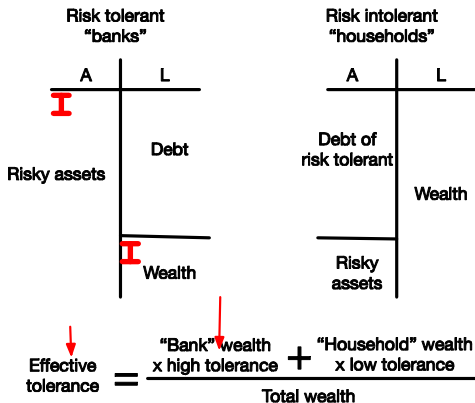 Risk tolerant
“banks”
A
L
Risky assets
Debt
Wealth
Risk intolerant
“households”
A
L
Debt of
risk tolerant
Wealth
Risky
assets
Effective
tolerance
=
“Bank” wealth
x high tolerance
+
“Household” wealth
x low tolerance
Total wealth